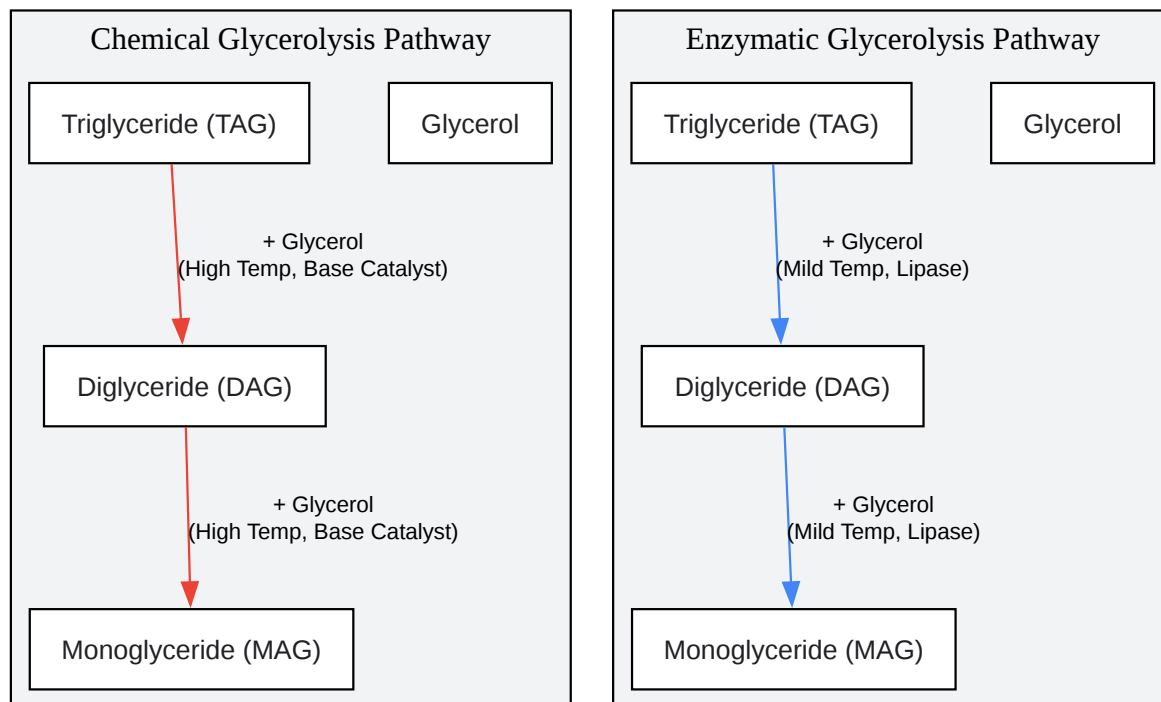 Chemical Glycerolysis Pathway
Triglyceride (TAG)
Glycerol
+ Glycerol
(High Temp, Base Catalyst)
Diglyceride (DAG)
+ Glycerol
(High Temp, Base Catalyst)
Monoglyceride (MAG)
Enzymatic Glycerolysis Pathway
Triglyceride (TAG)
Glycerol
+ Glycerol
(Mild Temp, Lipase)
Diglyceride (DAG)
+ Glycerol
(Mild Temp, Lipase)
Monoglyceride (MAG)